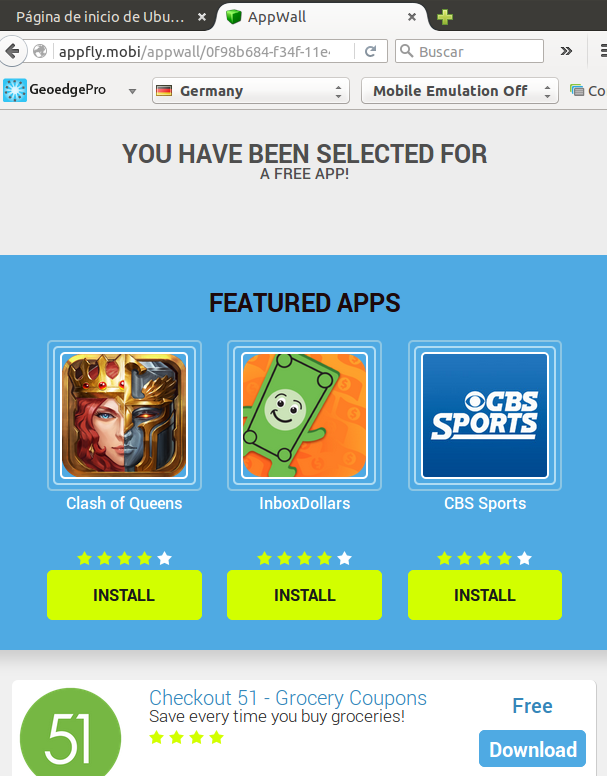 Página de inicio de Ubu...
AppWall
appfly.mobi/appwall/0f98b684-f34f-11e
Buscar
GeoedgePro
Germany
Mobile Emulation Off
Co
YOU HAVE BEEN SELECTED FOR
A FREE APP!
FEATURED APPS
CBS
SPORTS
Clash of Queens
InboxDollars
CBS Sports
INSTALL
INSTALL
INSTALL
51
Checkout 51 - Grocery Coupons
Save every time you buy groceries!
Free
Download